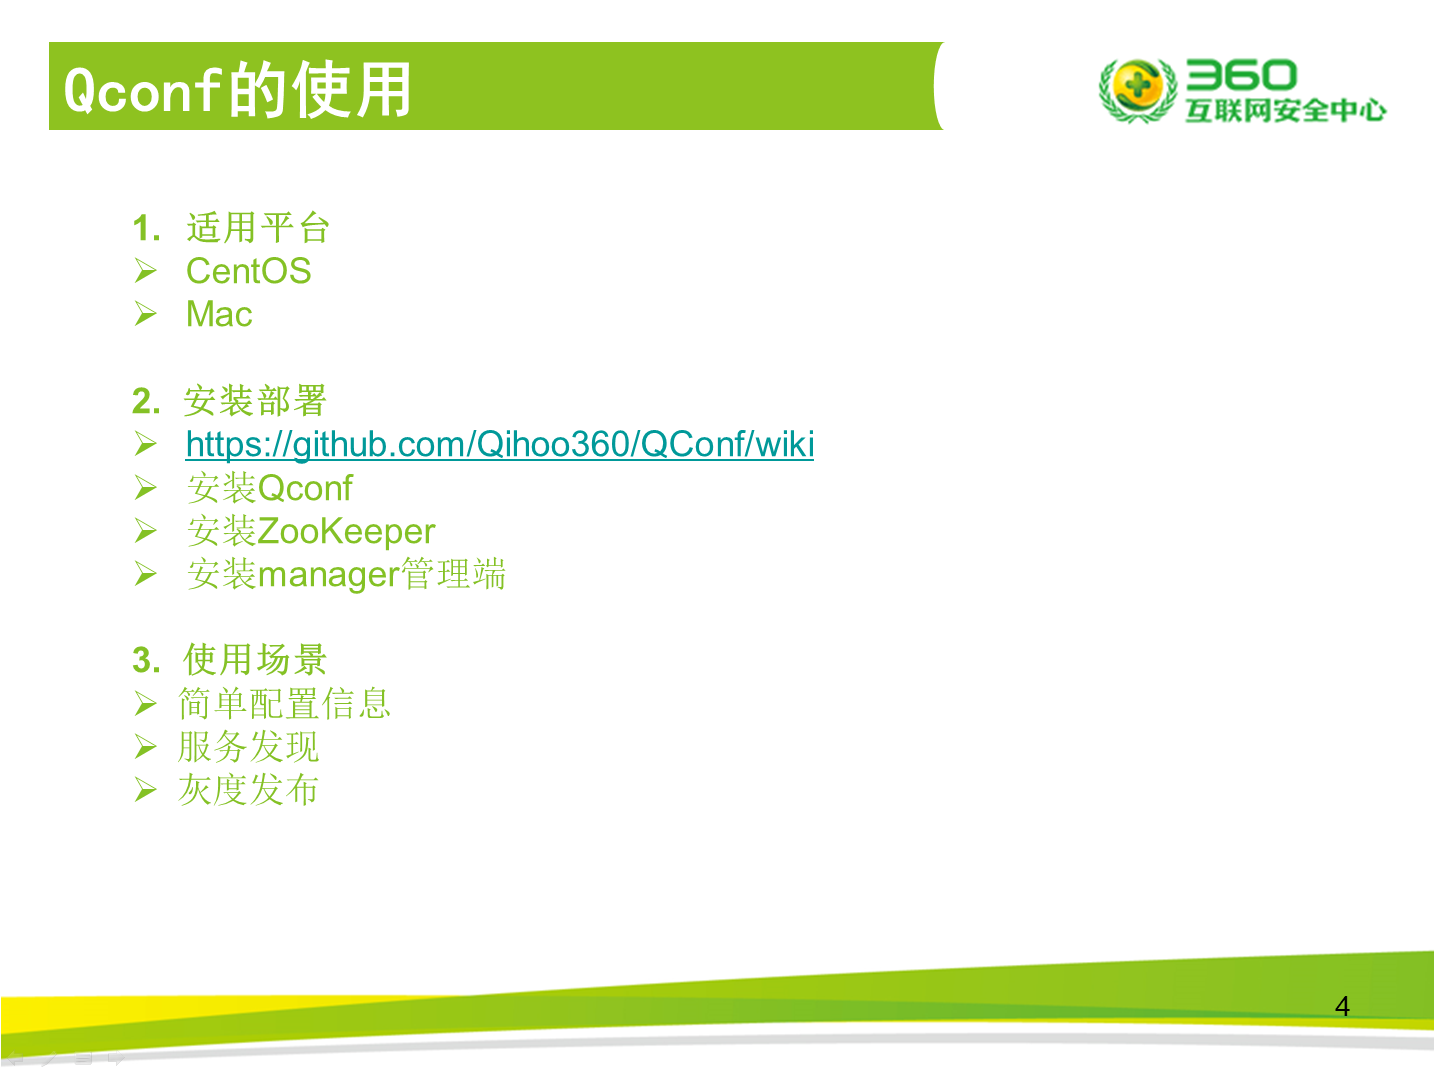 Qconf的使用
360
互联网安全中心
1. 适用平台
➢ CentOS
➢ Mac
2. 安装部署
➢ https://github.com/Qihoo360/QConf/wiki
➢ 安装Qconf
➢ 安装ZooKeeper
➢ 安装manager管理端
3. 使用场景
➢ 简单配置信息
➢ 服务发现
➢ 灰度发布
4